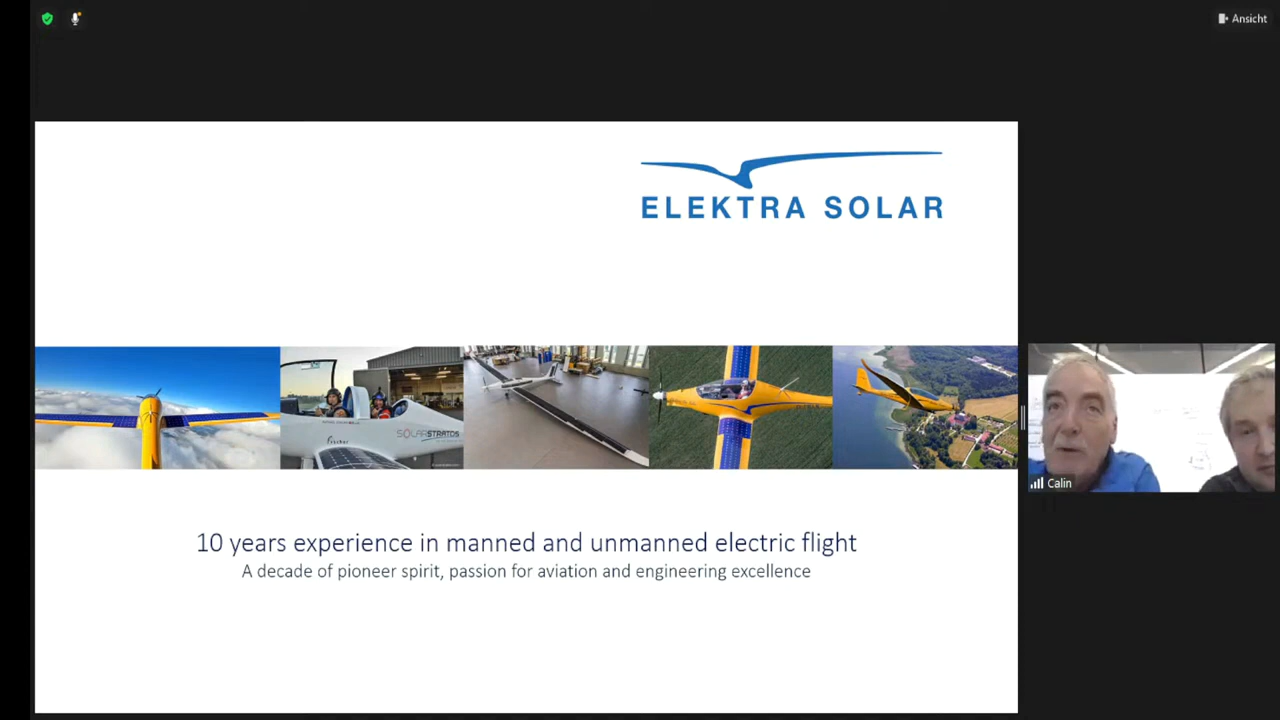 Ansicht
ELEKTRA SOLAR
SOLARSTRATOS
10 years experience in manned and unmanned electric flight
A decade of pioneer spirit, passion for aviation and engineering excellence
Calin